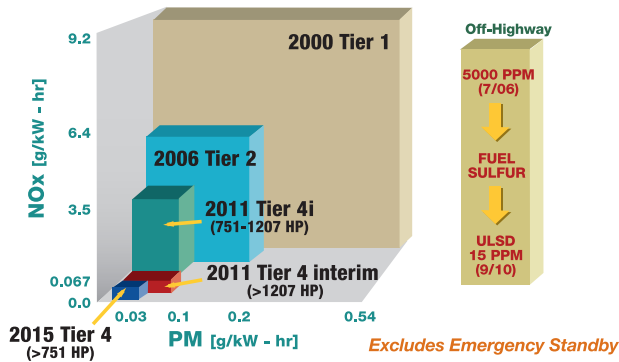 9.2
6.4
3.5
0.067
0.0
NOx [g/kW - hr]
2000 Tier 1
2006 Tier 2
2011 Tier 4i
(751-1207 HP)
2011 Tier 4 interim
(>1207 HP)
2015 Tier 4
(>751 HP)
0.03
0.1
0.2
0.54
PM [g/kW - hr]
Off-Highway
5000 PPM
(7/06)
FUEL
SULFUR
ULSD
15 PPM
(9/10)
Excludes Emergency Standby